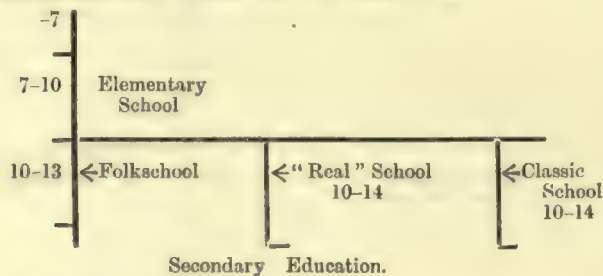 -7
7-10 Elementary
School
10-13 Folkschool "Real" School Classic
10-14 School
10-14
Secondary Education.